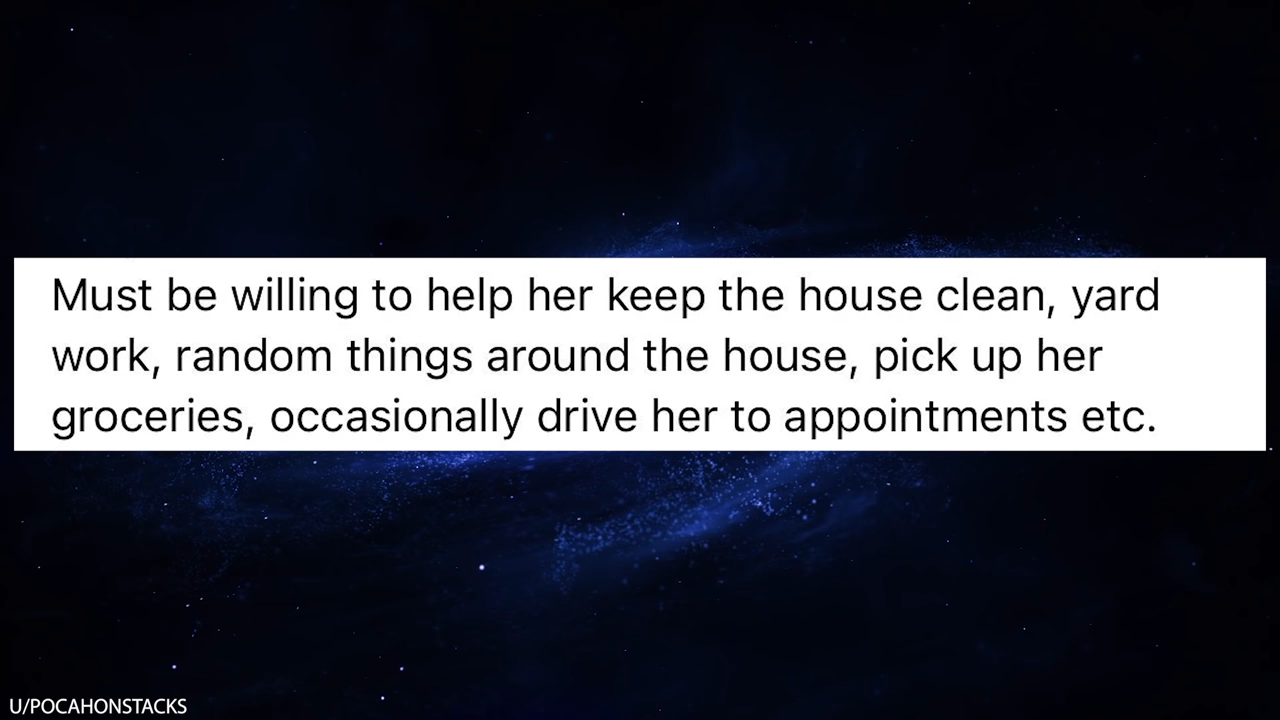 Must be willing to help her keep the house clean, yard
work, random things around the house, pick up her
groceries, occasionally drive her to appointments etc.
U/POCAHONSTACKS